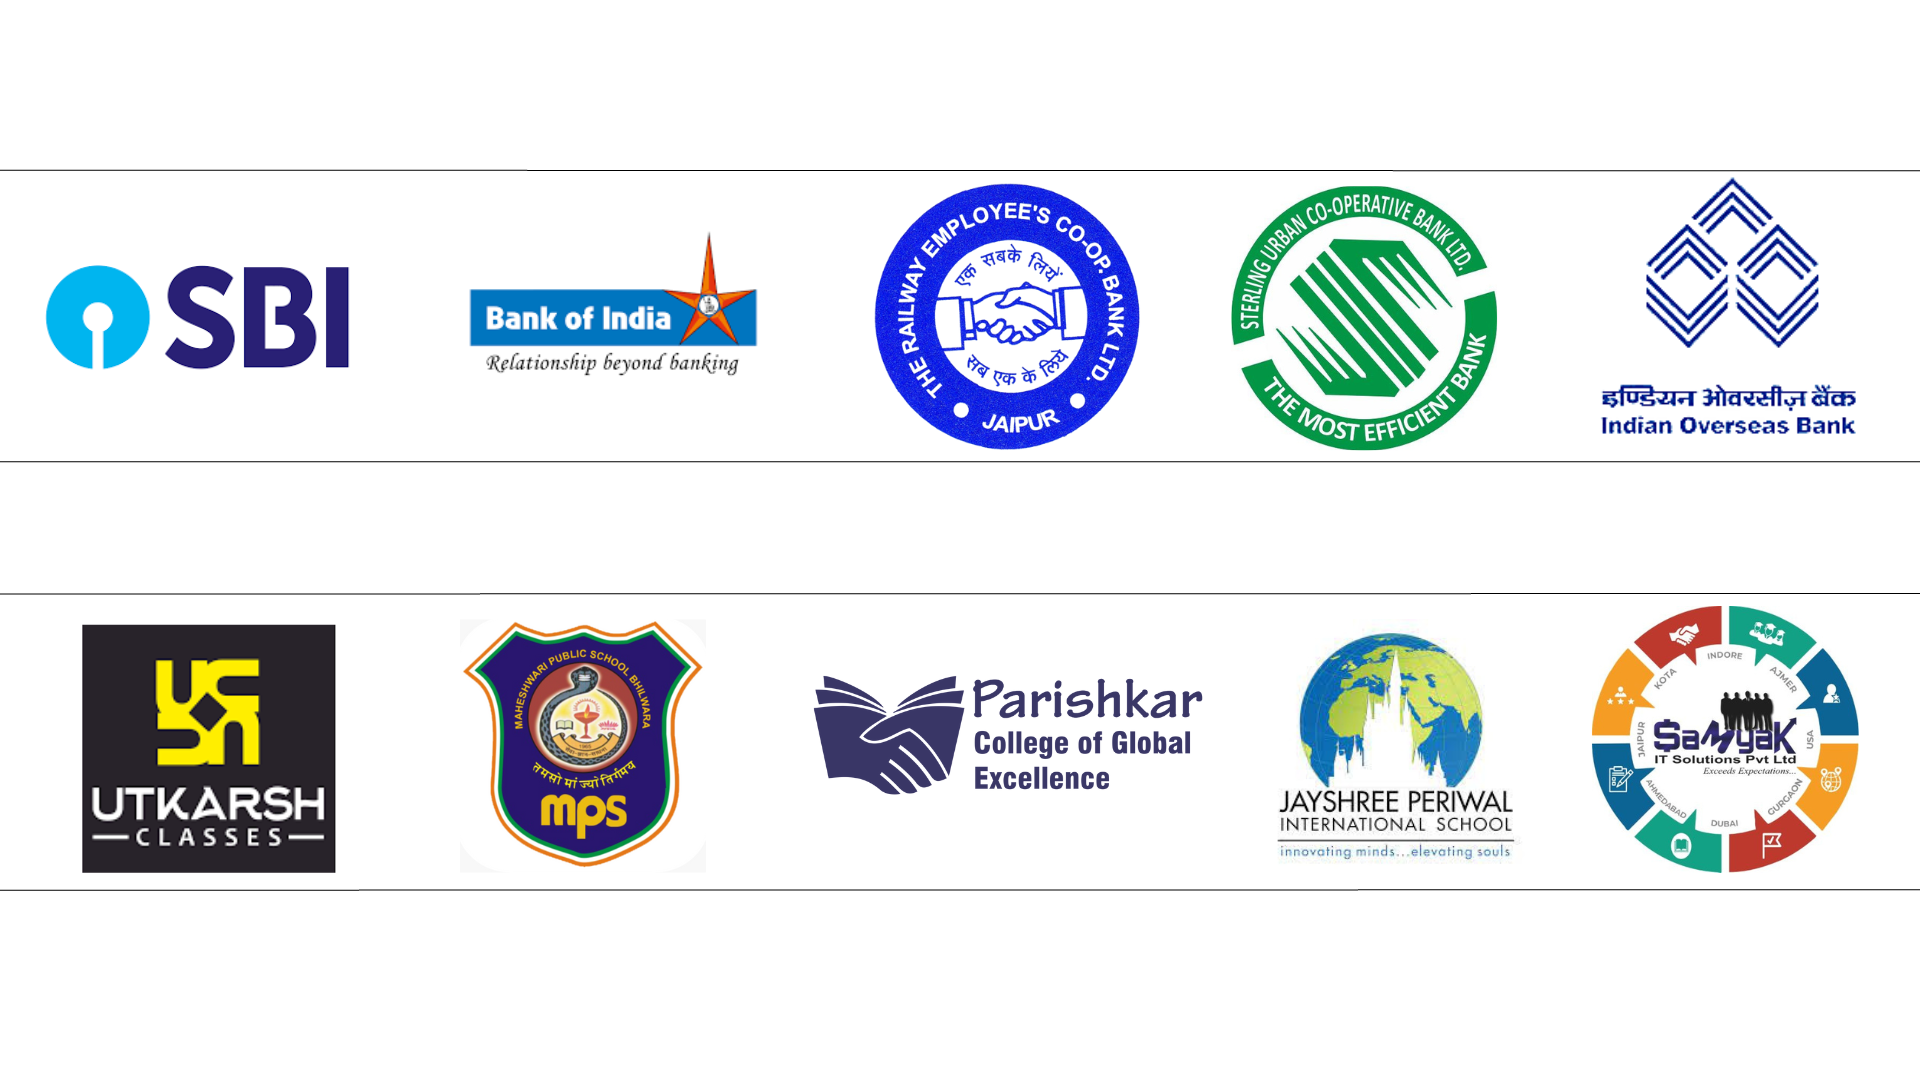 SBI
Bank of India
Relationship beyond banking
THE RAILWAY EMPLOYEE'S CO-OP. BANK LTD.
एक सबके लियें
सब एक के लिये
JAIPUR
STERLING URBAN CO-OPERATIVE BANK LTD.
THE MOST EFFICIENT BANK
इण्डियन ओवरसीज़ बैंक
Indian Overseas Bank
UTKARSH
CLASSES
MAHESHWARI PUBLIC SCHOOL BHILWARA
तमसो मां ज्योतिर्गमय
mps
Parishkar
College of Global
Excellence
JAYSHREE PERIWAL
INTERNATIONAL SCHOOL
innovating minds...elevating souls
INDORE
AJMER
USA
GURGAON
DUBAI
AHMEDABAD
JAIPUR
KOTA
$aMyaK
IT Solutions Pvt Ltd
Exceeds Expectations...